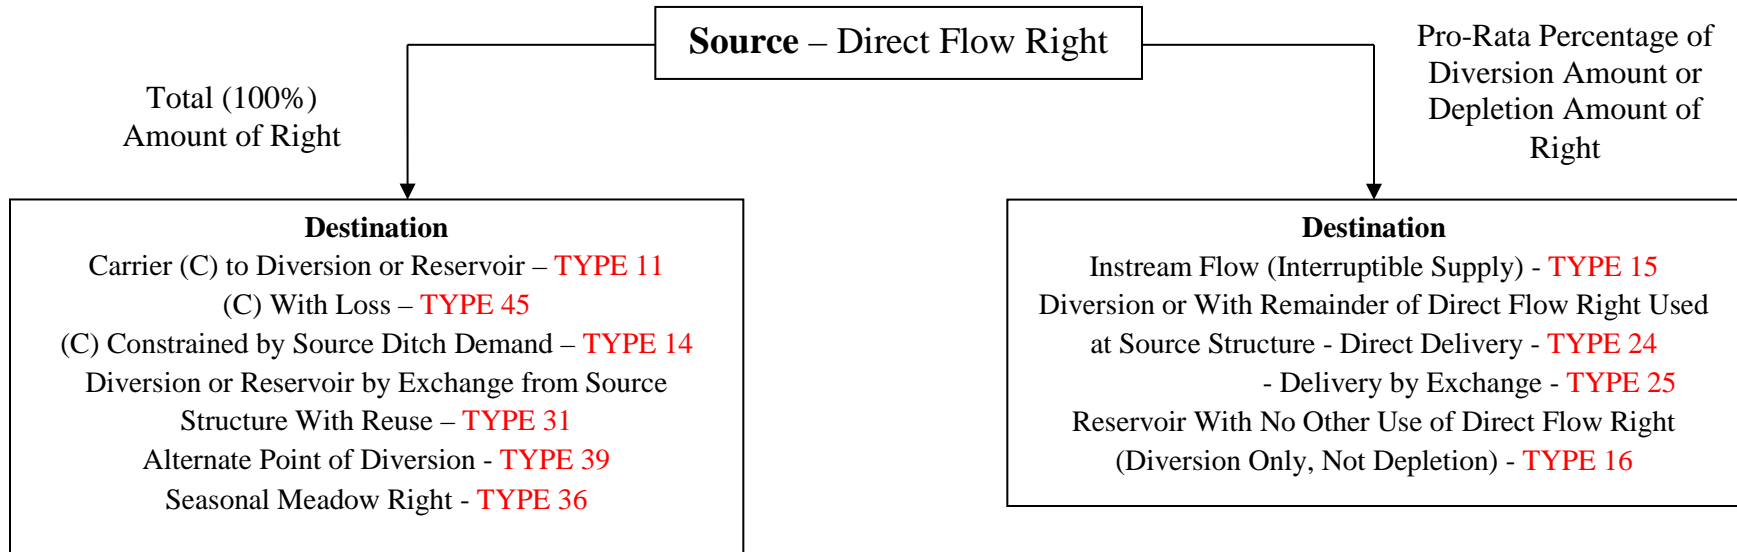 Source – Direct Flow Right
Total (100%)
Amount of Right
Pro-Rata Percentage of
Diversion Amount or
Depletion Amount of
Right
Destination
Carrier (C) to Diversion or Reservoir – TYPE 11
(C) With Loss – TYPE 45
(C) Constrained by Source Ditch Demand – TYPE 14
Diversion or Reservoir by Exchange from Source
Structure With Reuse – TYPE 31
Alternate Point of Diversion - TYPE 39
Seasonal Meadow Right - TYPE 36
Destination
Instream Flow (Interruptible Supply) - TYPE 15
Diversion or With Remainder of Direct Flow Right Used
at Source Structure - Direct Delivery - TYPE 24
- Delivery by Exchange - TYPE 25
Reservoir With No Other Use of Direct Flow Right
(Diversion Only, Not Depletion) - TYPE 16